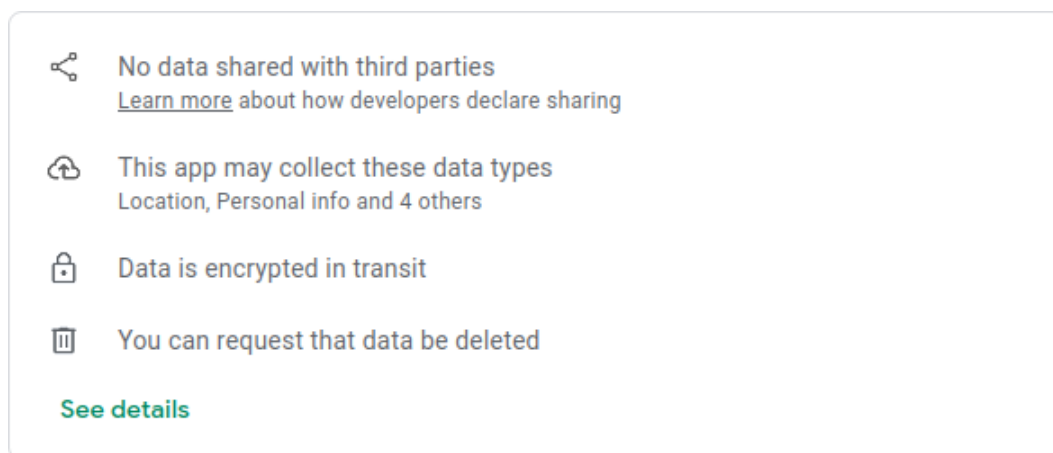 No data shared with third parties
Learn more about how developers declare sharing
This app may collect these data types
Location, Personal info and 4 others
Data is encrypted in transit
You can request that data be deleted
See details